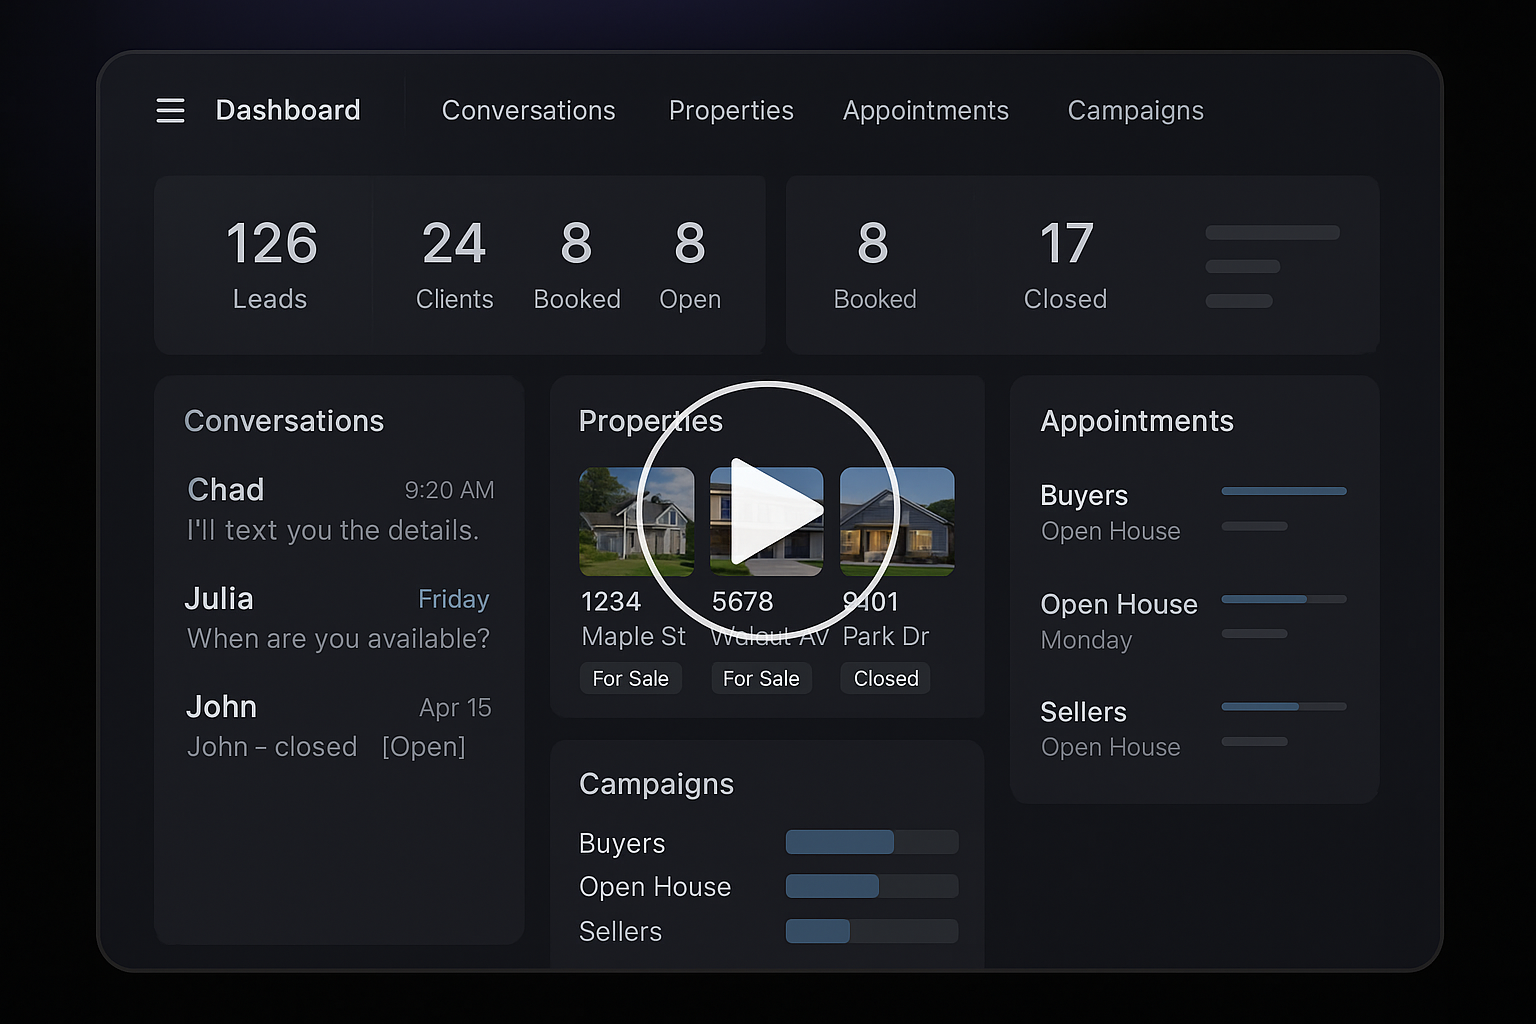 Dashboard Conversations Properties Appointments Campaigns
126 24 8 8
Leads Clients Booked Open
8 17
Booked Closed
Conversations
Chad 9:20 AM
I'll text you the details.
Julia Friday
When are you available?
John Apr 15
John – closed [Open]
Properties
1234 5678 9101
Maple St Walnut Av Park Dr
For Sale For Sale Closed
Campaigns
Buyers
Open House
Sellers
Appointments
Buyers
Open House
Open House
Monday
Sellers
Open House